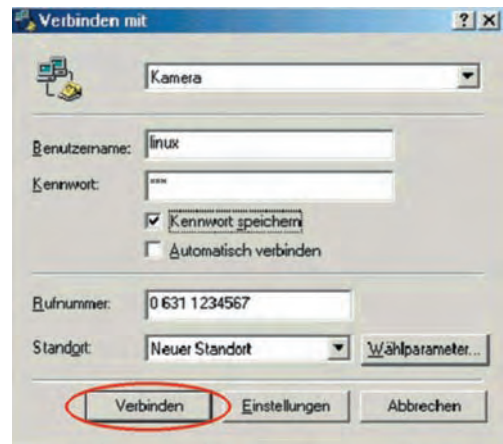 Verbinden mit
Kamera
Benutzername: linux
Kennwort: ***
Kennwort speichern
Automatisch verbinden
Rufnummer: 0 631 1234567
Standort: Neuer Standort Wählparameter...
Verbinden Einstellungen Abbrechen